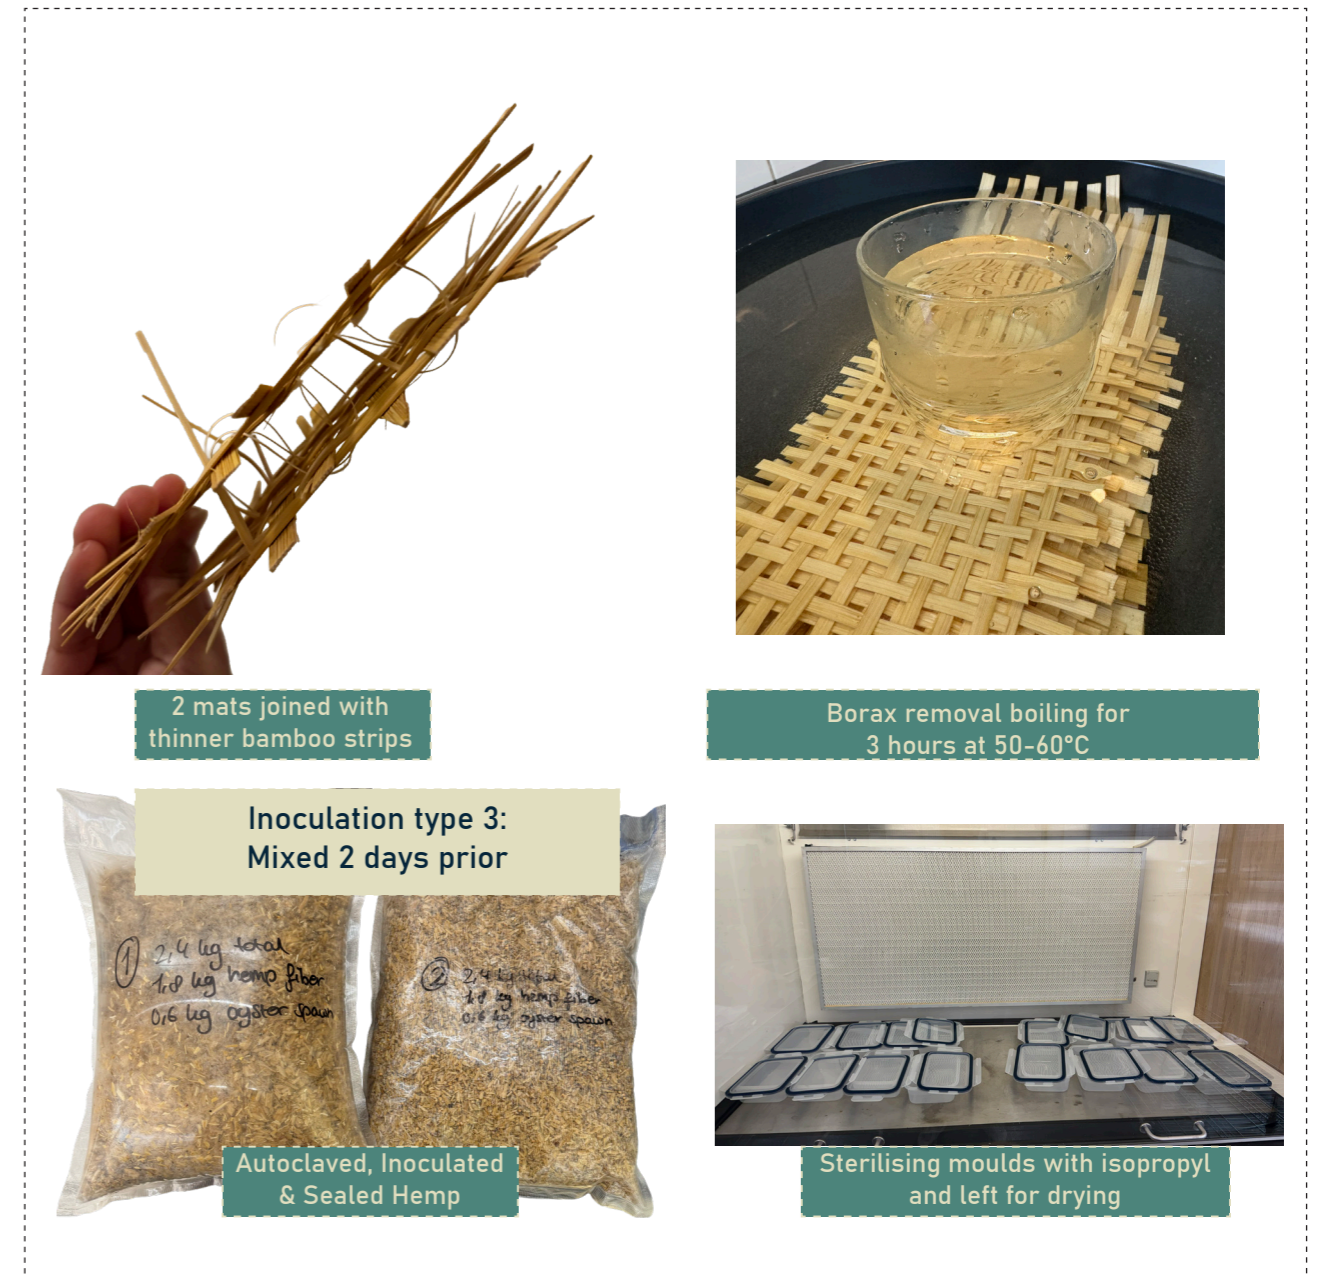 2 mats joined with
thinner bamboo strips
Borax removal boiling for
3 hours at 50-60°C
Inoculation type 3:
Mixed 2 days prior
1
2,4 kg total
1,8 kg hemp fiber
0,6 kg oyster spawn
2
2,4 kg total
1,8 kg hemp fiber
0,6 kg oyster spawn
Autoclaved, Inoculated
& Sealed Hemp
Sterilising moulds with isopropyl
and left for drying